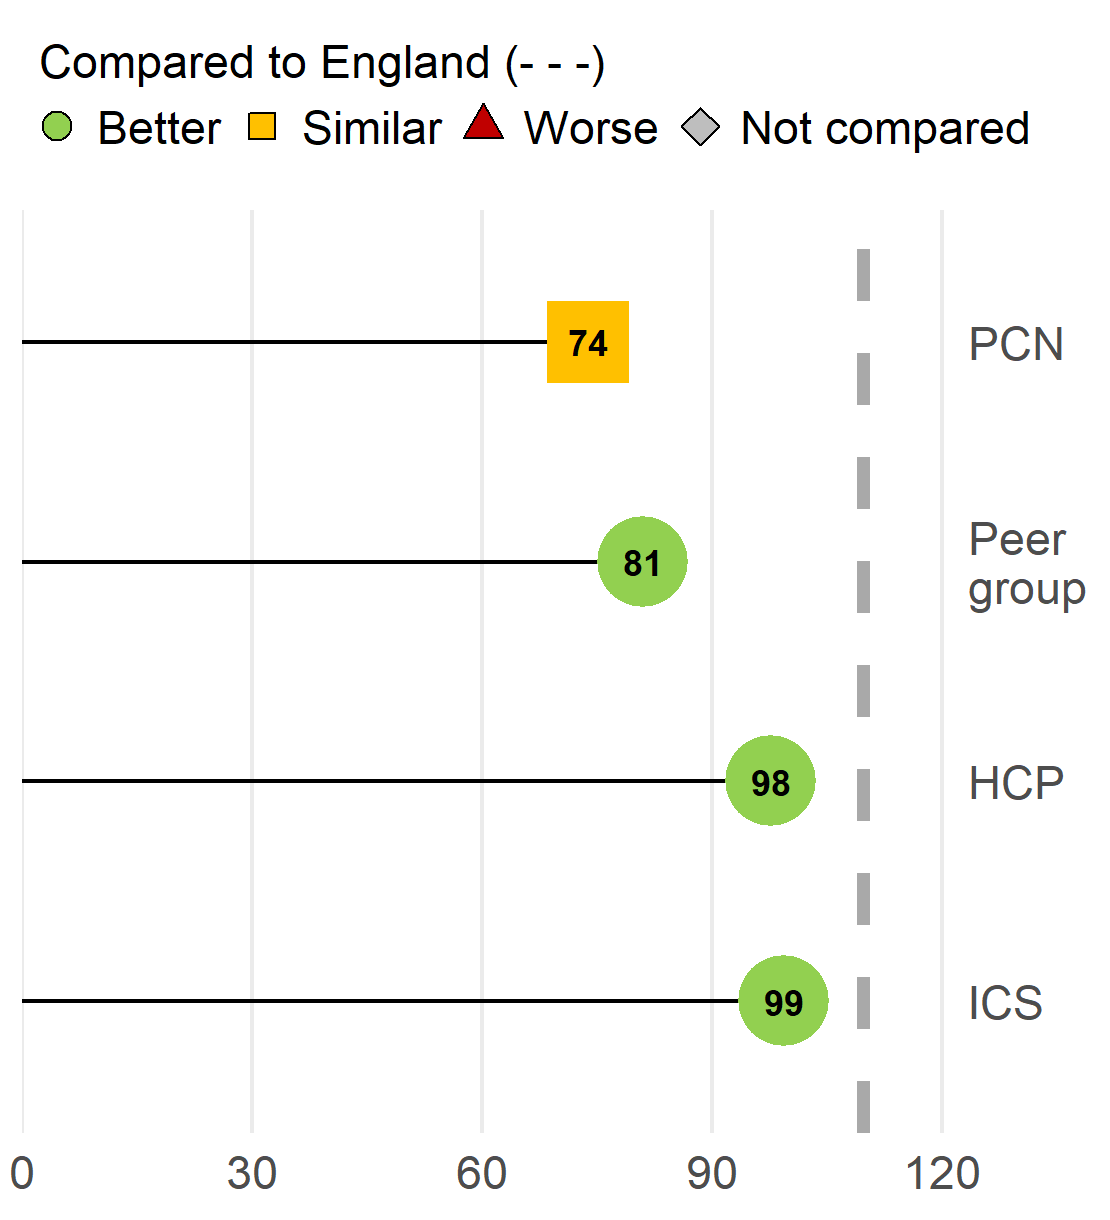 Compared to England (- - -)
Better Similar Worse Not compared
74 PCN
81 Peer
group
98 HCP
99 ICS
0 30 60 90 120